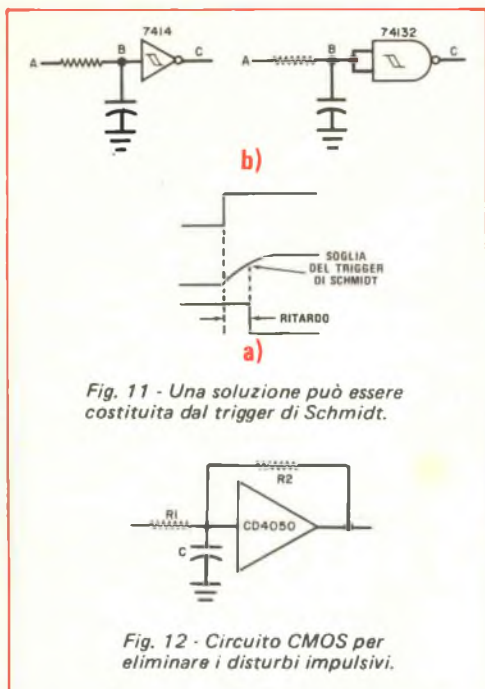 7414
74132
A
B
C
A
B
C
b)
SOGLIA
DEL TRIGGER
DI SCHMIDT
RITARDO
a)
Fig. 11 - Una soluzione può essere
costituita dal trigger di Schmidt.
R2
R1
CD4050
C
Fig. 12 - Circuito CMOS per
eliminare i disturbi impulsivi.